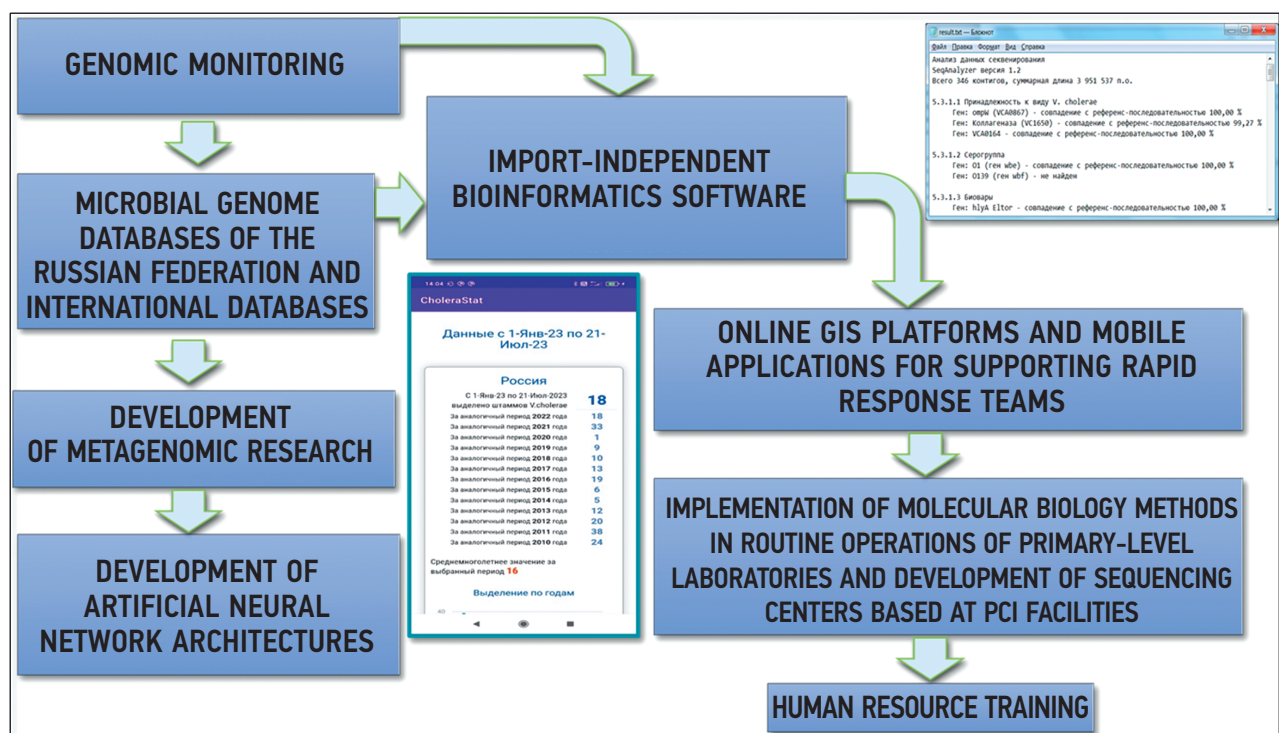 GENOMIC MONITORING
MICROBIAL GENOME
DATABASES OF THE
RUSSIAN FEDERATION AND
INTERNATIONAL DATABASES
DEVELOPMENT
OF METAGENOMIC RESEARCH
DEVELOPMENT OF
ARTIFICIAL NEURAL
NETWORK ARCHITECTURES
IMPORT-INDEPENDENT
BIOINFORMATICS SOFTWARE
14:04
CholeraStat
Данные с 1-Янв-23 по 21-
Июл-23
Россия
С 1-Янв-23 по 21-Июл-2023
выделено штаммов V.cholerae 18
За аналогичный период 2022 года 18
За аналогичный период 2021 года 33
За аналогичный период 2020 года 1
За аналогичный период 2019 года 9
За аналогичный период 2018 года 10
За аналогичный период 2017 года 13
За аналогичный период 2016 года 19
За аналогичный период 2015 года 6
За аналогичный период 2014 года 5
За аналогичный период 2013 года 12
За аналогичный период 2012 года 20
За аналогичный период 2011 года 38
За аналогичный период 2010 года 24
Среднемноголетнее значение за
выбранный период 16
Выделение по годам
40
result.txt — Блокнот
Файл Правка Формат Вид Справка
Анализ данных секвенирования
SeqAnalyzer версия 1.2
Всего 346 контигов, суммарная длина 3 951 537 п.о.
5.3.1.1 Принадлежность к виду V. cholerae
Ген: ompW (VCA0867) - совпадение с референс-последовательностью 100,00 %
Ген: Коллагеназа (VC1650) - совпадение с референс-последовательностью 99,27 %
Ген: VCA0164 - совпадение с референс-последовательностью 100,00 %
5.3.1.2 Серогруппа
Ген: O1 (ген wbe) - совпадение с референс-последовательностью 100,00 %
Ген: O139 (ген wbf) - не найден
5.3.1.3 Биовары
Ген: hlyA Eltor - совпадение с референс-последовательностью 100,00 %
ONLINE GIS PLATFORMS AND MOBILE
APPLICATIONS FOR SUPPORTING RAPID
RESPONSE TEAMS
IMPLEMENTATION OF MOLECULAR BIOLOGY METHODS
IN ROUTINE OPERATIONS OF PRIMARY-LEVEL
LABORATORIES AND DEVELOPMENT OF SEQUENCING
CENTERS BASED AT PCI FACILITIES
HUMAN RESOURCE TRAINING